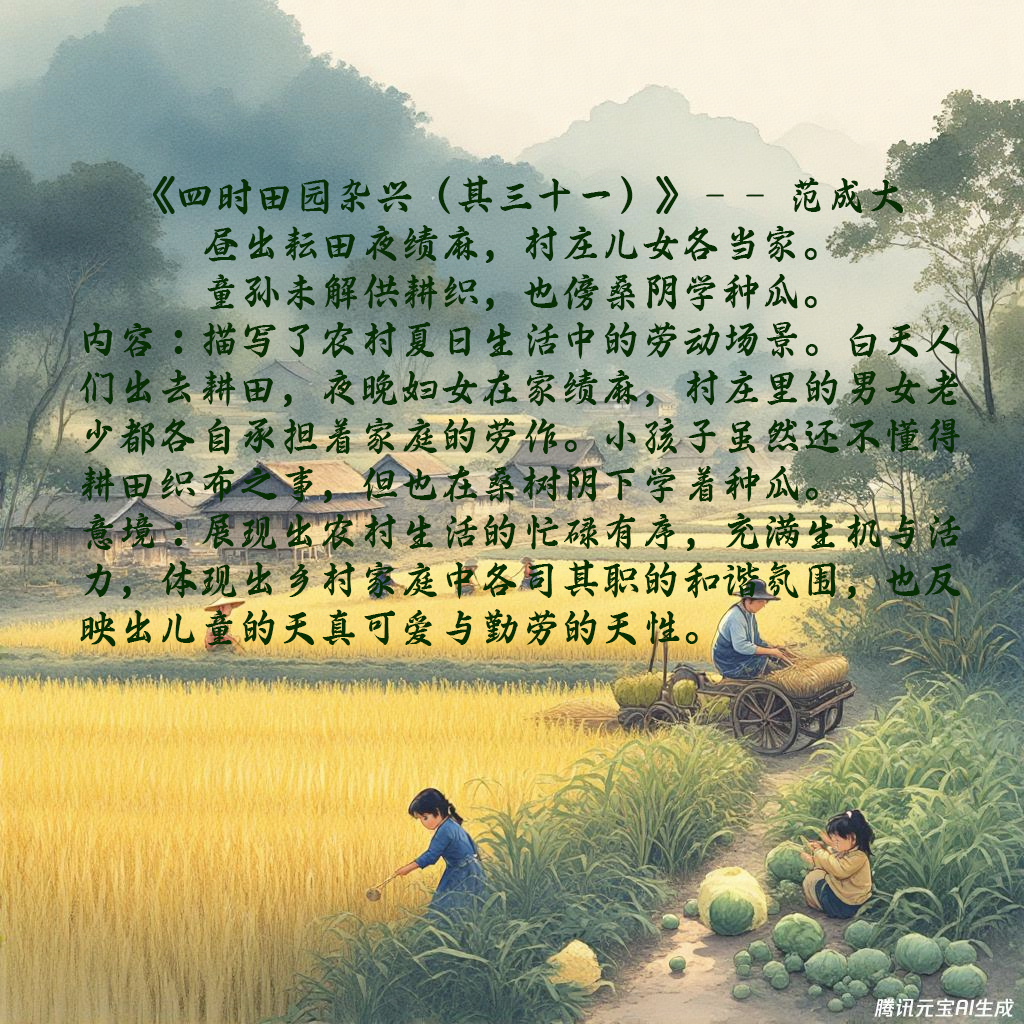 《四时田园杂兴（其三十一）》-- 范成大
昼出耘田夜绩麻，村庄儿女各当家。
童孙未解供耕织，也傍桑阴学种瓜。
内容：描写了农村夏日生活中的劳动场景。白天人
们出去耕田，夜晚妇女在家绩麻，村庄里的男女老
少都各自承担着家庭的劳作。小孩子虽然还不懂得
耕田织布之事，但也在桑树阴下学着种瓜。
意境：展现出农村生活的忙碌有序，充满生机与活
力，体现出乡村家庭中各司其职的和谐氛围，也反
映出儿童的天真可爱与勤劳的天性。
腾讯元宝AI生成